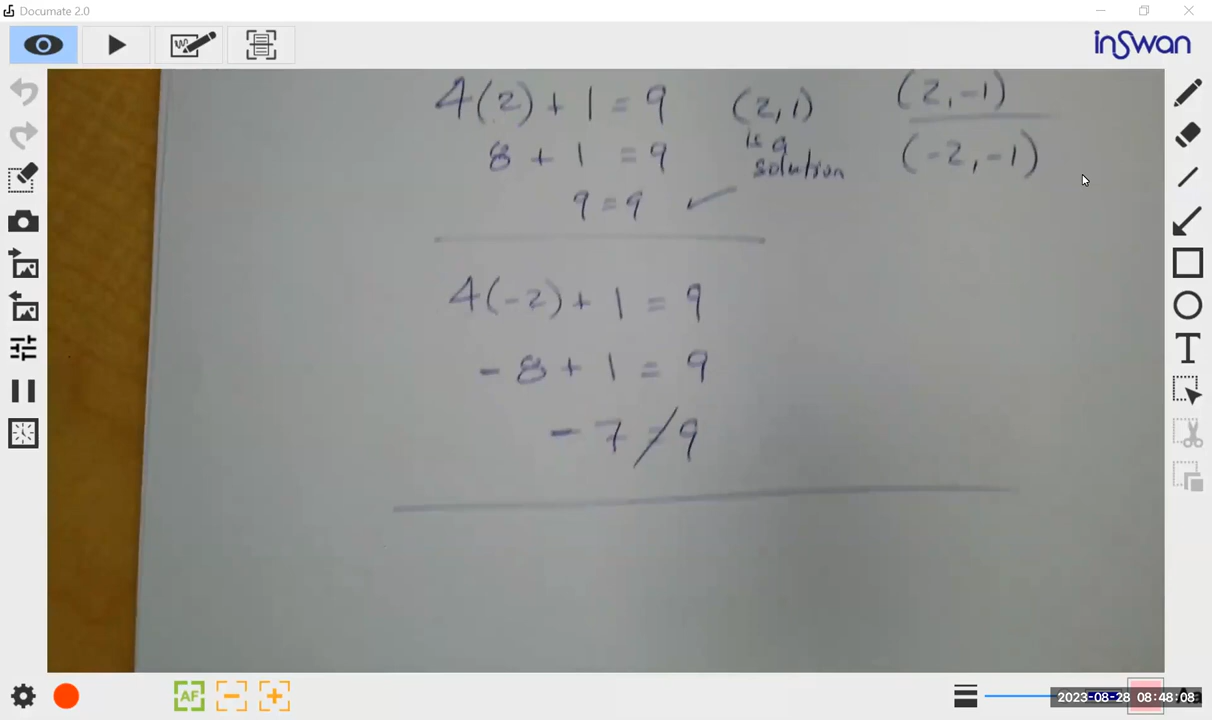 Documate 2.0
inSwan
4(2) + 1 = 9
(2,1)
(2,-1)
is a
solution
8 + 1 = 9
(-2,-1)
9 = 9 ✓
4(-2) + 1 = 9
-8 + 1 = 9
-7 ≠ 9
T
AF
2023-08-28 08:48:08